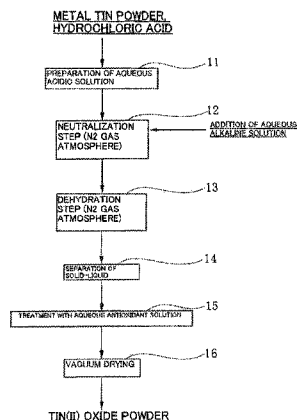 METAL TIN POWDER,
HYDROCHLORIC ACID
11
PREPARATION OF AQUEOUS
ACIDIC SOLUTION
12
NEUTRALIZATION
STEP (N2 GAS
ATMOSPHERE)
ADDITION OF AQUEOUS
ALKALINE SOLUTION
13
DEHYDRATION
STEP (N2 GAS
ATMOSPHERE)
14
SEPARATION OF
SOLID-LIQUID
15
TREATMENT WITH AQUEOUS ANTIOXIDANT SOLUTION
16
VACUUM DRYING
TIN(II) OXIDE POWDER